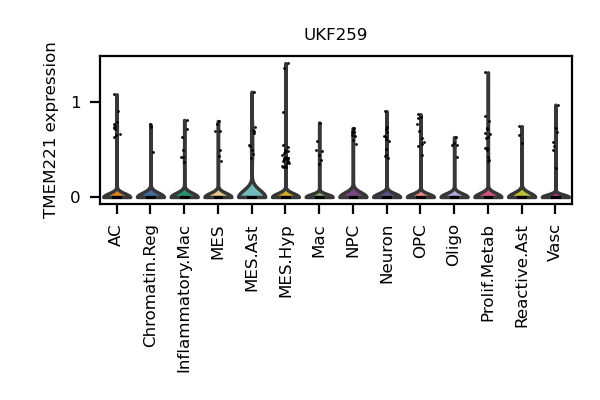 UKF259
TMEM221 expression
1
0
AC
Chromatin.Reg
Inflammatory.Mac
MES
MES.Ast
MES.Hyp
Mac
NPC
Neuron
OPC
Oligo
Prolif.Metab
Reactive.Ast
Vasc